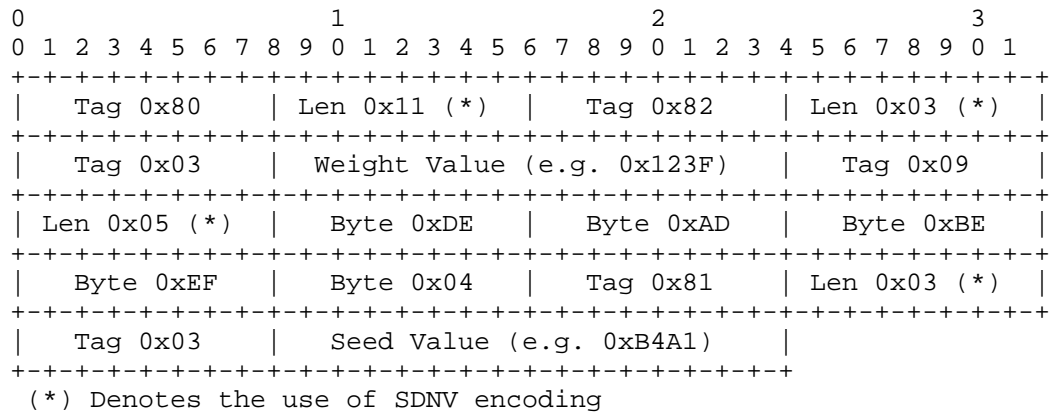 0                   1                   2                   3
0 1 2 3 4 5 6 7 8 9 0 1 2 3 4 5 6 7 8 9 0 1 2 3 4 5 6 7 8 9 0 1
+-+-+-+-+-+-+-+-+-+-+-+-+-+-+-+-+-+-+-+-+-+-+-+-+-+-+-+-+-+-+-+-+
|   Tag 0x80    | Len 0x11 (*)  |   Tag 0x82    | Len 0x03 (*)  |
+-+-+-+-+-+-+-+-+-+-+-+-+-+-+-+-+-+-+-+-+-+-+-+-+-+-+-+-+-+-+-+-+
|   Tag 0x03    |  Weight Value (e.g. 0x123F)   |   Tag 0x09    |
+-+-+-+-+-+-+-+-+-+-+-+-+-+-+-+-+-+-+-+-+-+-+-+-+-+-+-+-+-+-+-+-+
| Len 0x05 (*)  |   Byte 0xDE   |   Byte 0xAD   |   Byte 0xBE   |
+-+-+-+-+-+-+-+-+-+-+-+-+-+-+-+-+-+-+-+-+-+-+-+-+-+-+-+-+-+-+-+-+
|   Byte 0xEF   |   Byte 0x04   |   Tag 0x81    | Len 0x03 (*)  |
+-+-+-+-+-+-+-+-+-+-+-+-+-+-+-+-+-+-+-+-+-+-+-+-+-+-+-+-+-+-+-+-+
|   Tag 0x03    |   Seed Value (e.g. 0xB4A1)    |
+-+-+-+-+-+-+-+-+-+-+-+-+-+-+-+-+-+-+-+-+-+-+-+-+
(*) Denotes the use of SDNV encoding